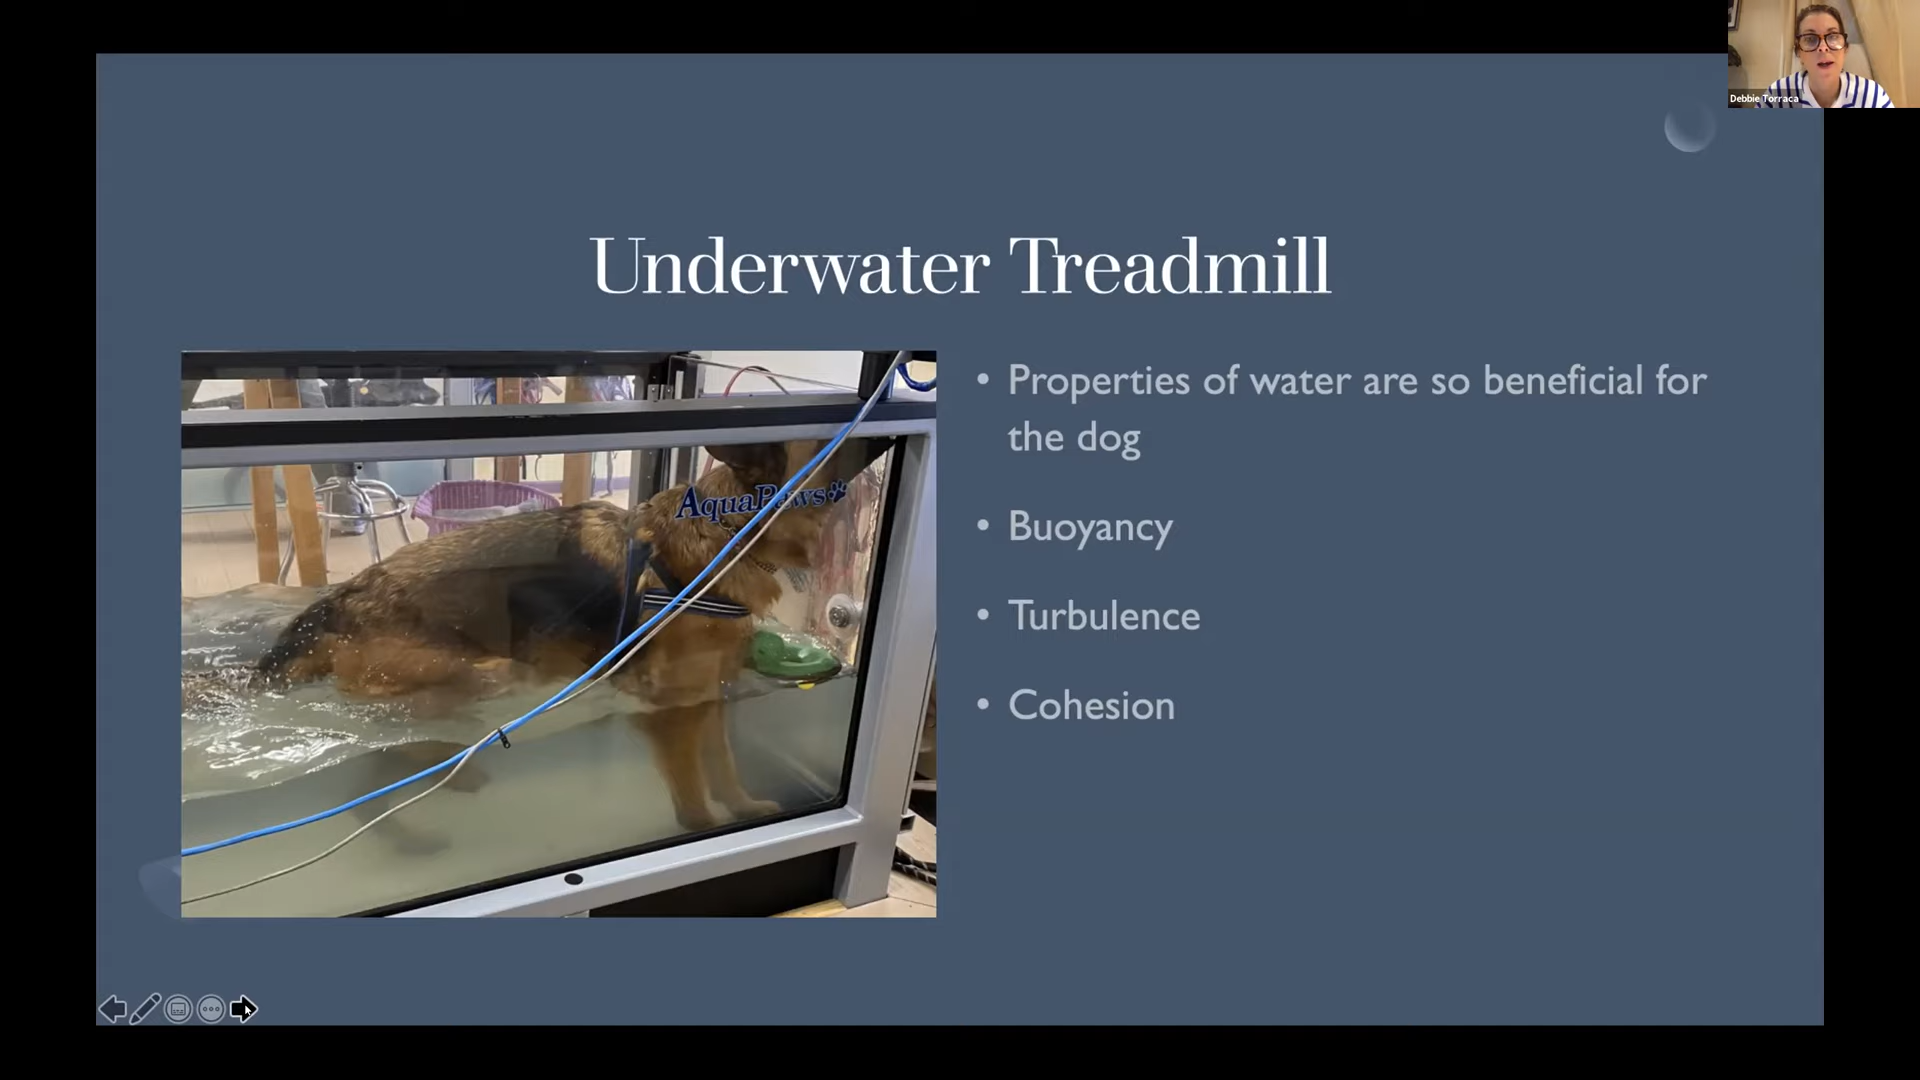 Debbie Torraca
Underwater Treadmill
AquaPaws
• Properties of water are so beneficial for
the dog
• Buoyancy
• Turbulence
• Cohesion